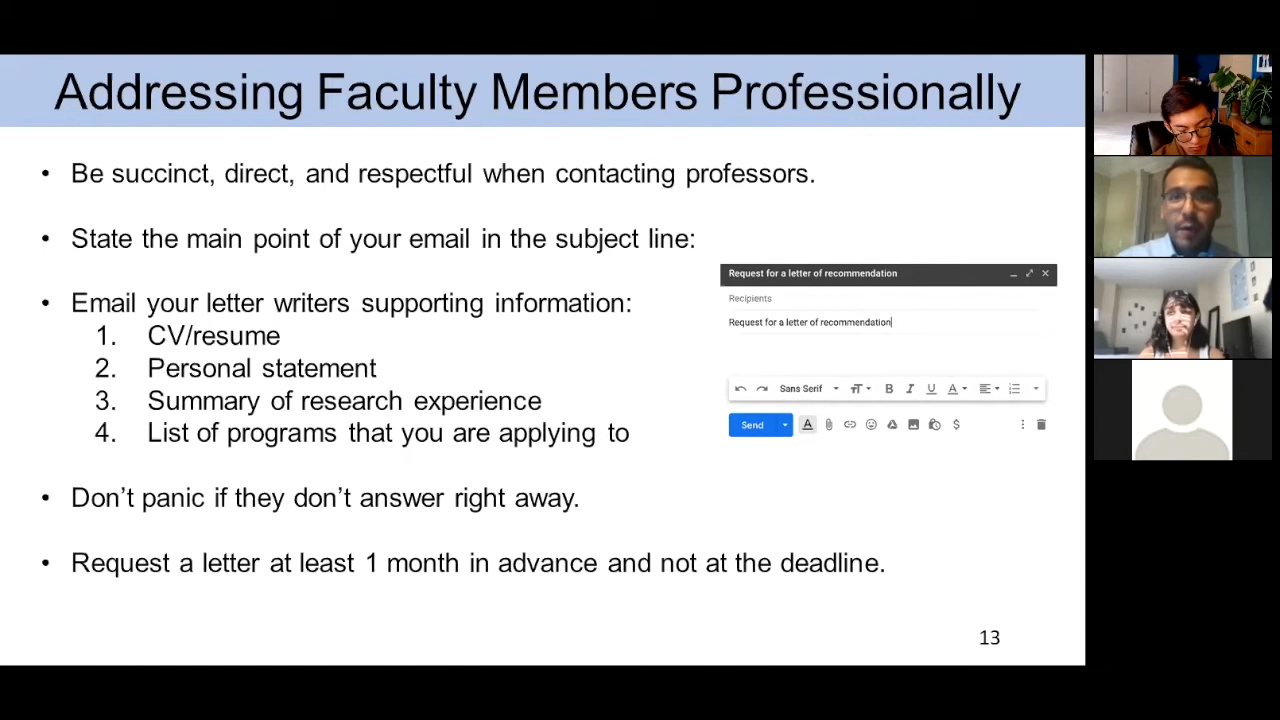 Addressing Faculty Members Professionally
• Be succinct, direct, and respectful when contacting professors.
• State the main point of your email in the subject line:
• Email your letter writers supporting information:
1. CV/resume
2. Personal statement
3. Summary of research experience
4. List of programs that you are applying to
• Don’t panic if they don’t answer right away.
• Request a letter at least 1 month in advance and not at the deadline.
Request for a letter of recommendation
Recipients
Request for a letter of recommendation
Sans Serif
Send
13